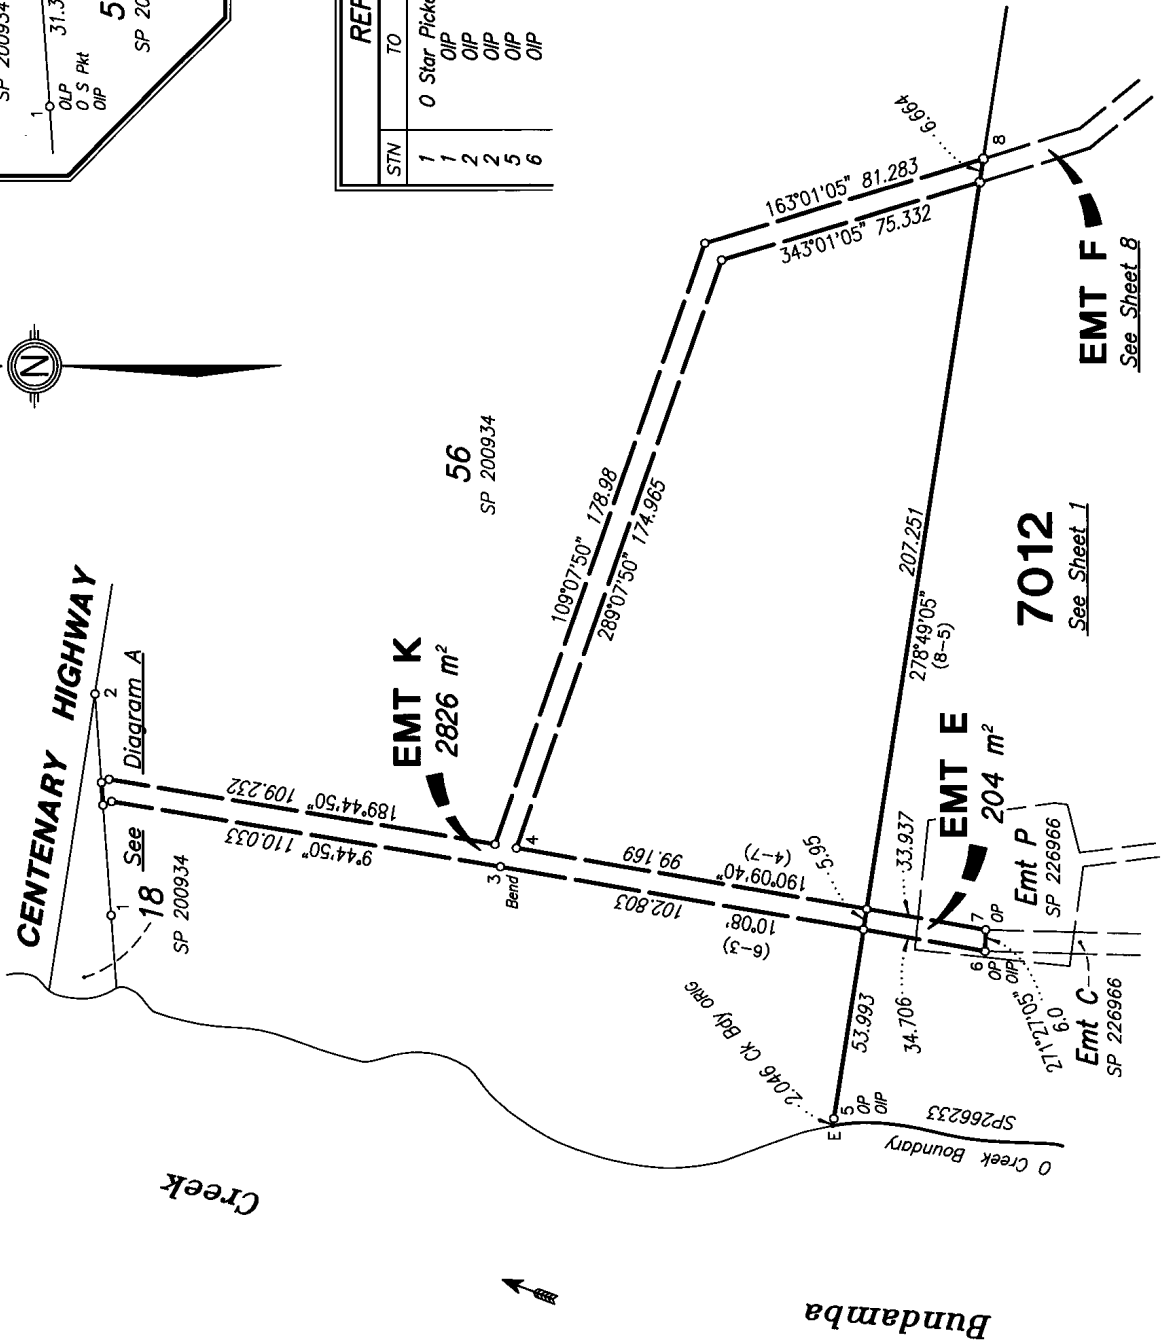 SP 200934
1
31.3
OLP
O S Pkt
OIP
5
SP 20
REF
STN TO
1 O Star Picke
1 OIP
2 OIP
2 OIP
5 OIP
6 OIP
N
CENTENARY HIGHWAY
2
1
See Diagram A
18
SP 200934
189°44'50" 109.232
9°44'50" 110.033
EMT K
2826 m²
56
SP 200934
3
Bend
4
109°07'50" 178.98
289°07'50" 174.965
163°01'05" 81.283
343°01'05" 75.332
6.664
8
EMT F
See Sheet 8
190°09'40" 99.169
(4-7)
10°08' 102.803
(6-3)
5.95
207.251
278°49'05"
(8-5)
7012
See Sheet 1
53.993
33.937
34.706
EMT E
204 m²
Emt P
SP 226966
7
OP
6
OP
OIP
271°27'05"
6.0
Emt C
SP 226966
2.046 Ck Bdy ORIG
E
5
OP
OIP
SP266233
O Creek Boundary
Creek
Bundamba